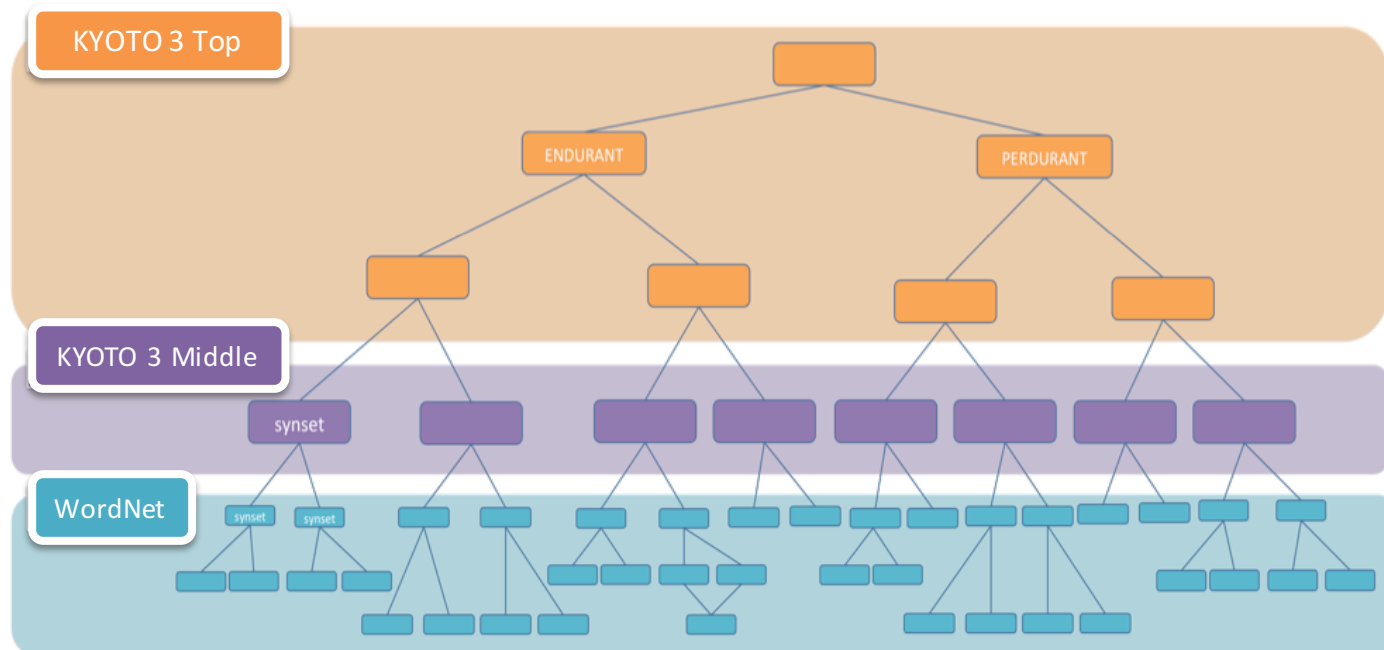 KYOTO 3 Top
ENDURANT
PERDURANT
KYOTO 3 Middle
synset
WordNet
synset
synset